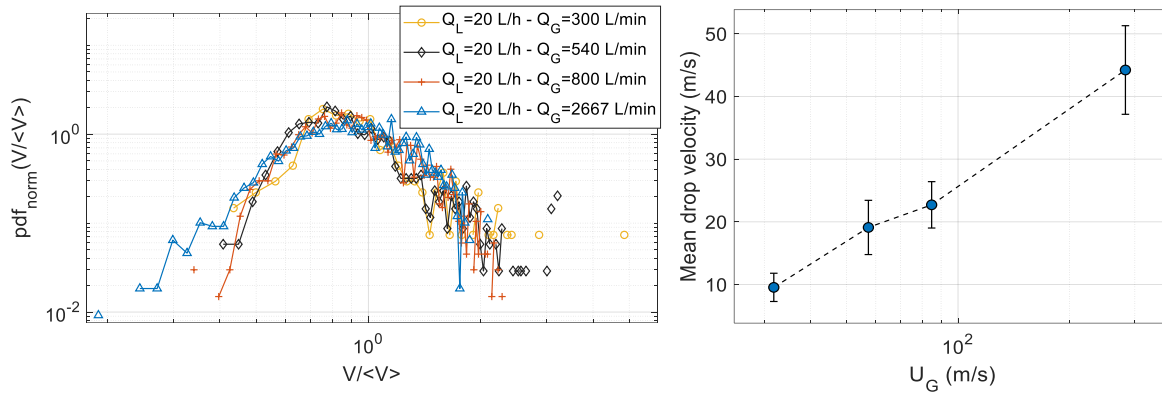 Q_L=20 L/h - Q_G=300 L/min
Q_L=20 L/h - Q_G=540 L/min
Q_L=20 L/h - Q_G=800 L/min
Q_L=20 L/h - Q_G=2667 L/min
pdf_norm(V/<V>)
10^0
10^-2
10^0
V/<V>
Mean drop velocity (m/s)
50
40
30
20
10
10^2
U_G (m/s)